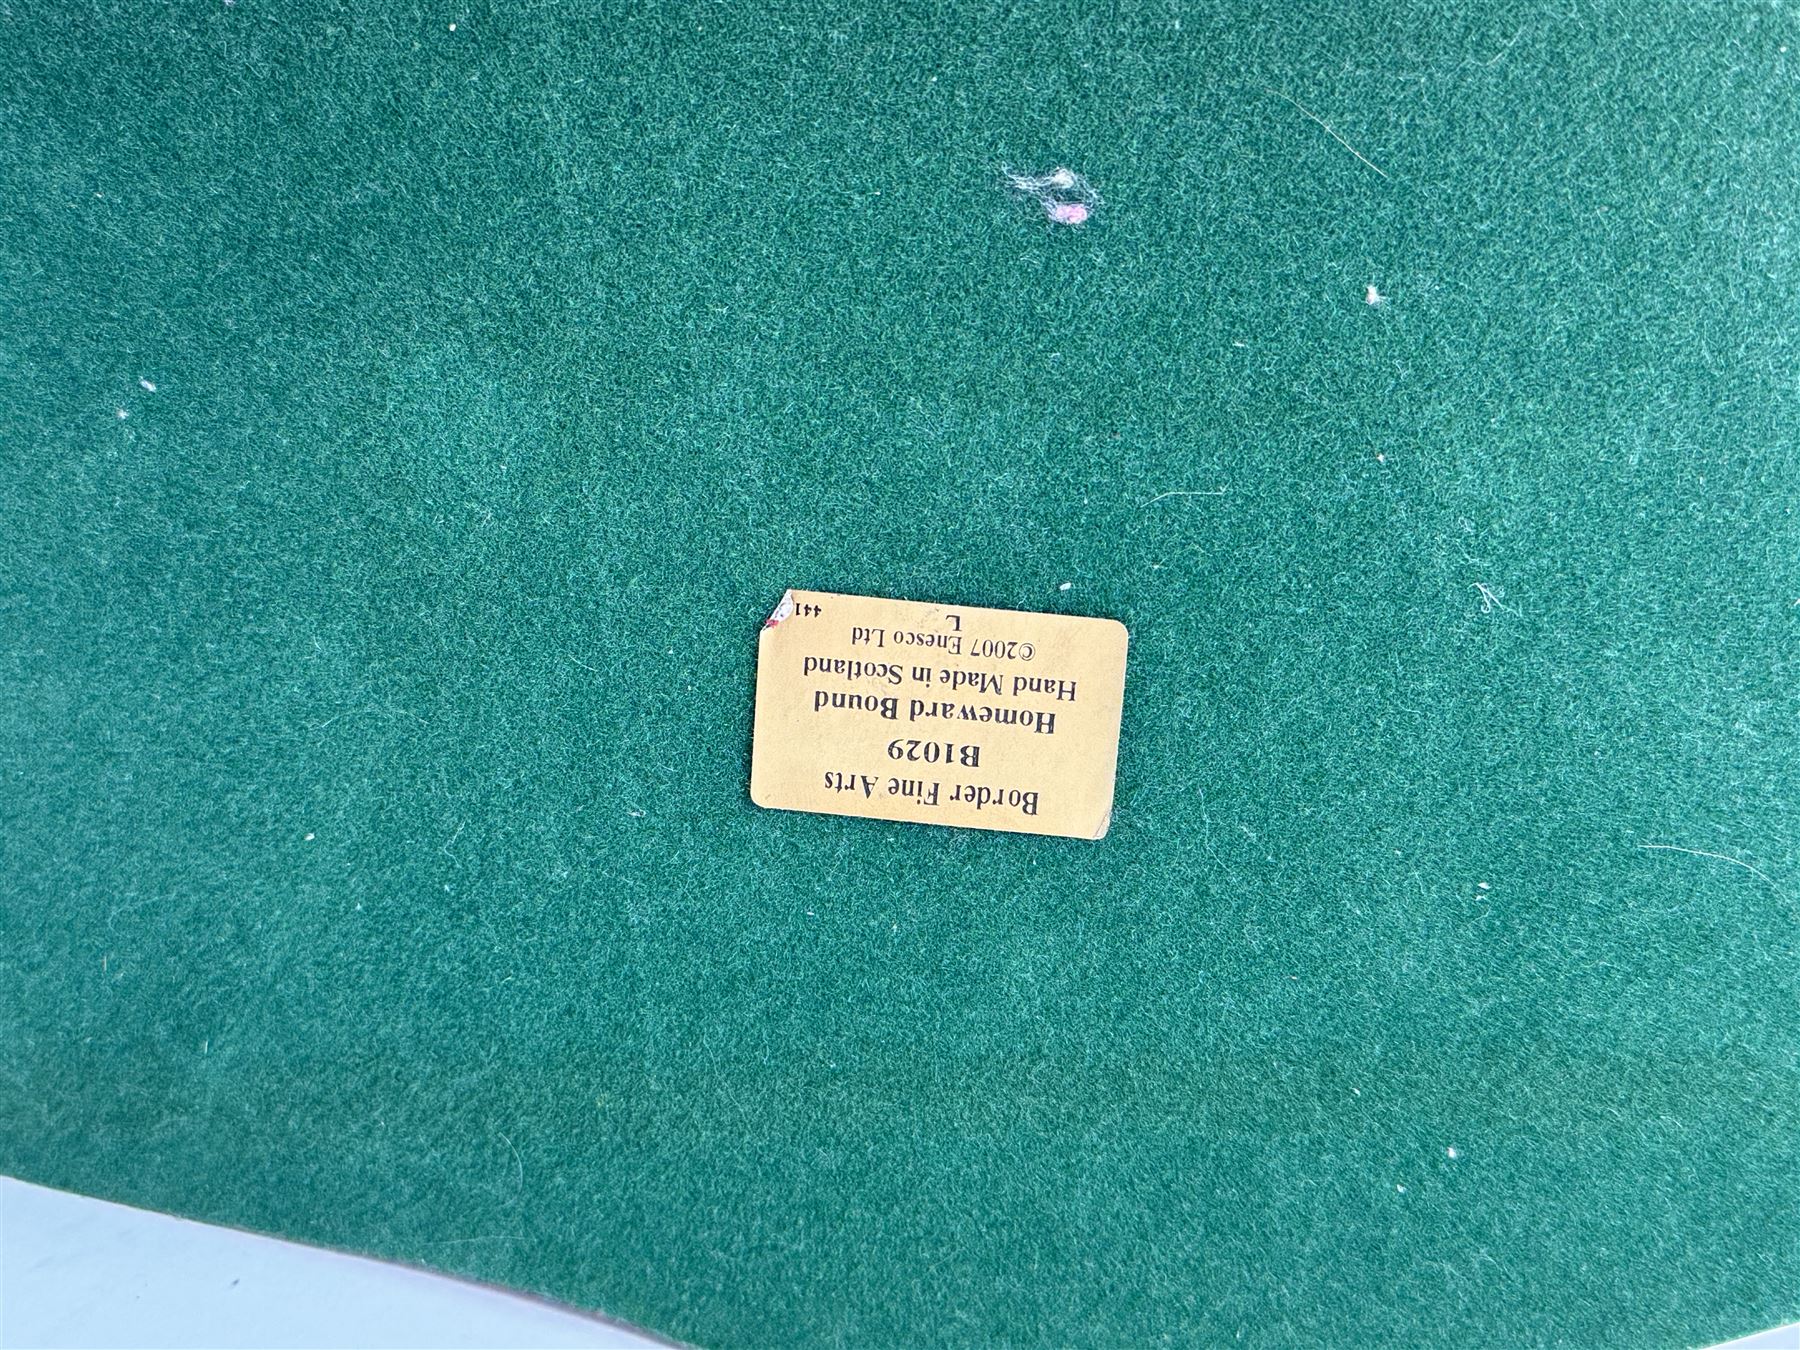 Border Fine Arts
B1029
Homeward Bound
Hand Made in Scotland
©2007 Enesco Ltd
L
441